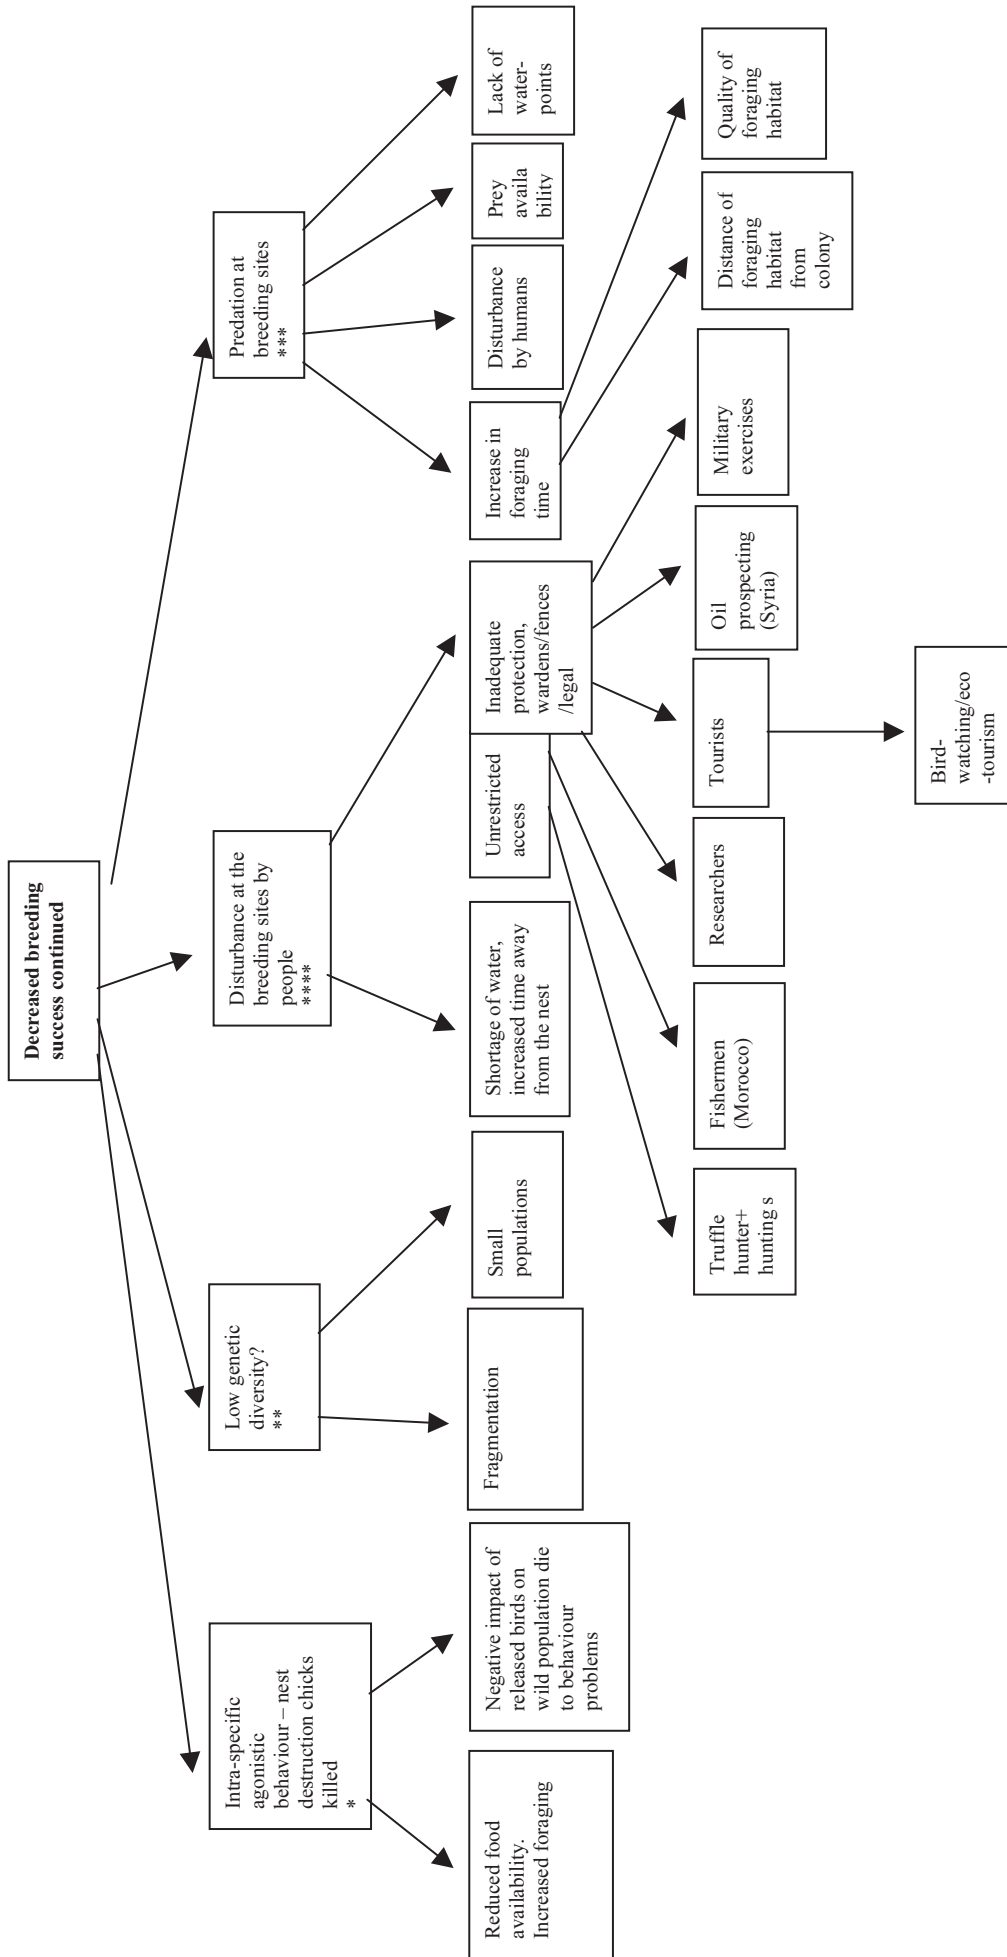 Decreased breeding
success continued
Intra-specific
agonistic
behaviour – nest
destruction chicks
killed
*
Low genetic
diversity?
**
Disturbance at the
breeding sites by
people
****
Predation at
breeding sites
***
Reduced food
availability.
Increased foraging
Negative impact of
released birds on
wild population die
to behaviour
problems
Fragmentation
Small
populations
Shortage of water,
increased time away
from the nest
Unrestricted
access
Inadequate
protection,
wardens/fences
/legal
Increase in
foraging
time
Disturbance
by humans
Prey
availa
bility
Lack of
water-
points
Truffle
hunter+
hunting s
Fishermen
(Morocco)
Researchers
Tourists
Oil
prospecting
(Syria)
Military
exercises
Distance of
foraging
habitat
from
colony
Quality of
foraging
habitat
Bird-
watching/eco
-tourism